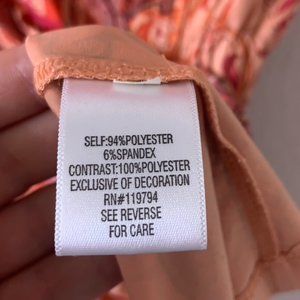 SELF:94%POLYESTER
6%SPANDEX
CONTRAST:100%POLYESTER
EXCLUSIVE OF DECORATION
RN#119794
SEE REVERSE
FOR CARE